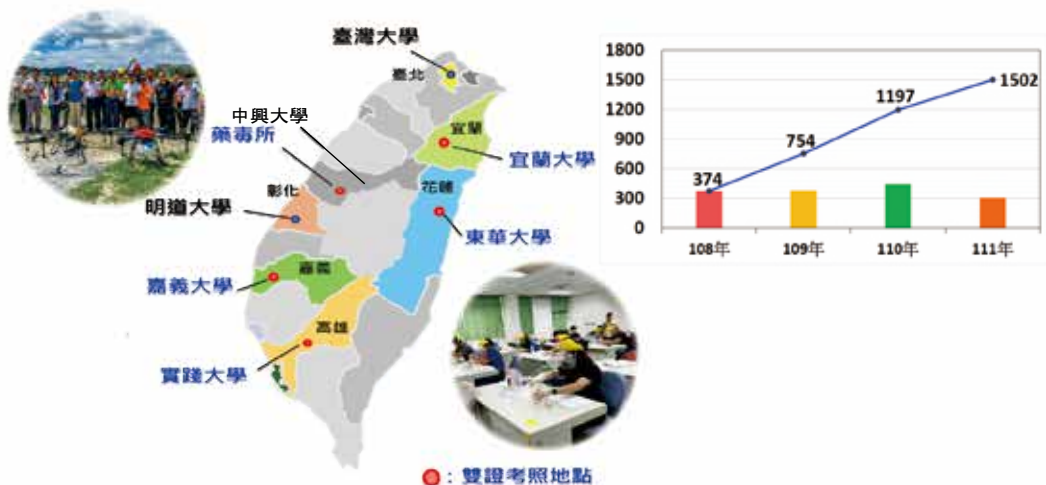 臺灣大學
臺北
中興大學
藥毒所
宜蘭
宜蘭大學
彰化
花蓮
明道大學
東華大學
嘉義
嘉義大學
高雄
實踐大學
：雙證考照地點
1800
1500
1200
900
600
300
0
374
754
1197
1502
108年
109年
110年
111年